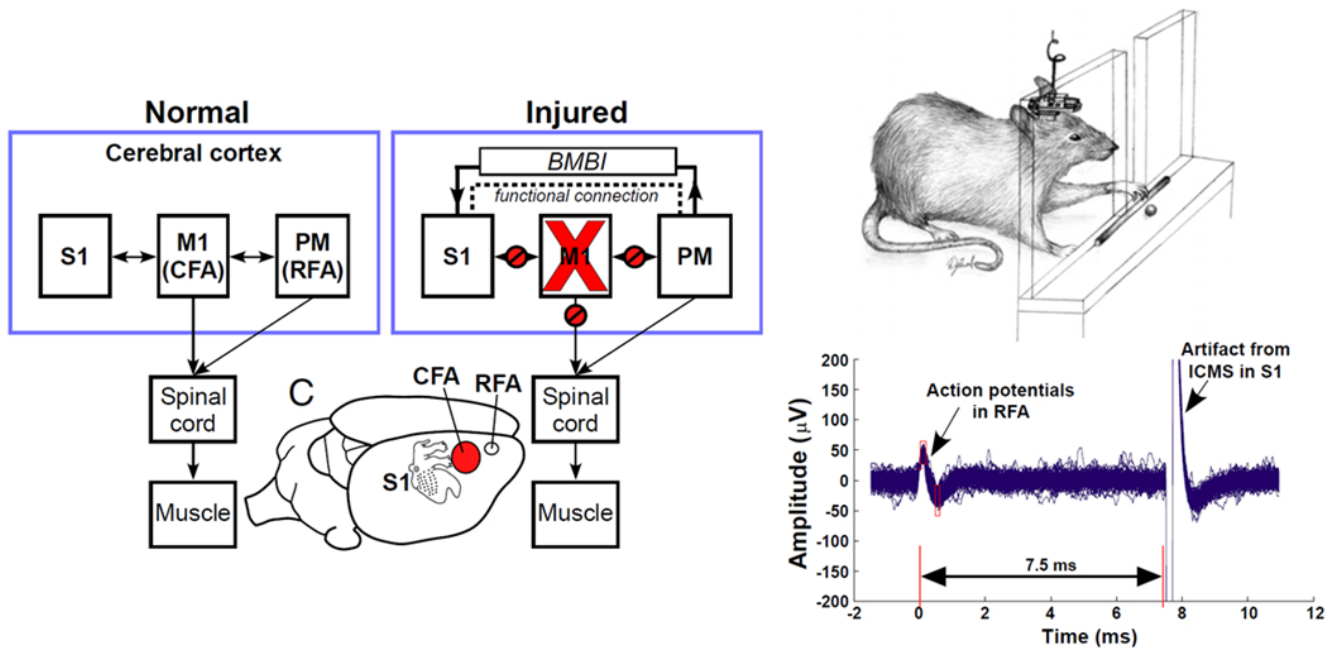 Normal
Cerebral cortex
S1
M1
(CFA)
PM
(RFA)
Spinal
cord
Muscle
Injured
BMBI
functional connection
S1
M1
PM
Spinal
cord
Muscle
C
CFA
RFA
S1
200
150
100
50
0
-50
-100
-150
-200
Amplitude (µV)
Action potentials
in RFA
Artifact from
ICMS in S1
7.5 ms
-2
0
2
4
6
8
10
12
Time (ms)